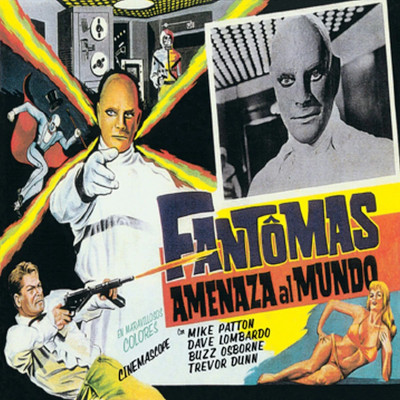 FANTÔMAS
AMENAZA al MUNDO
EN MARAVILLOSOS
COLORES
CINEMASCOPE
Con MIKE PATTON
DAVE LOMBARDO
BUZZ OSBORNE
TREVOR DUNN